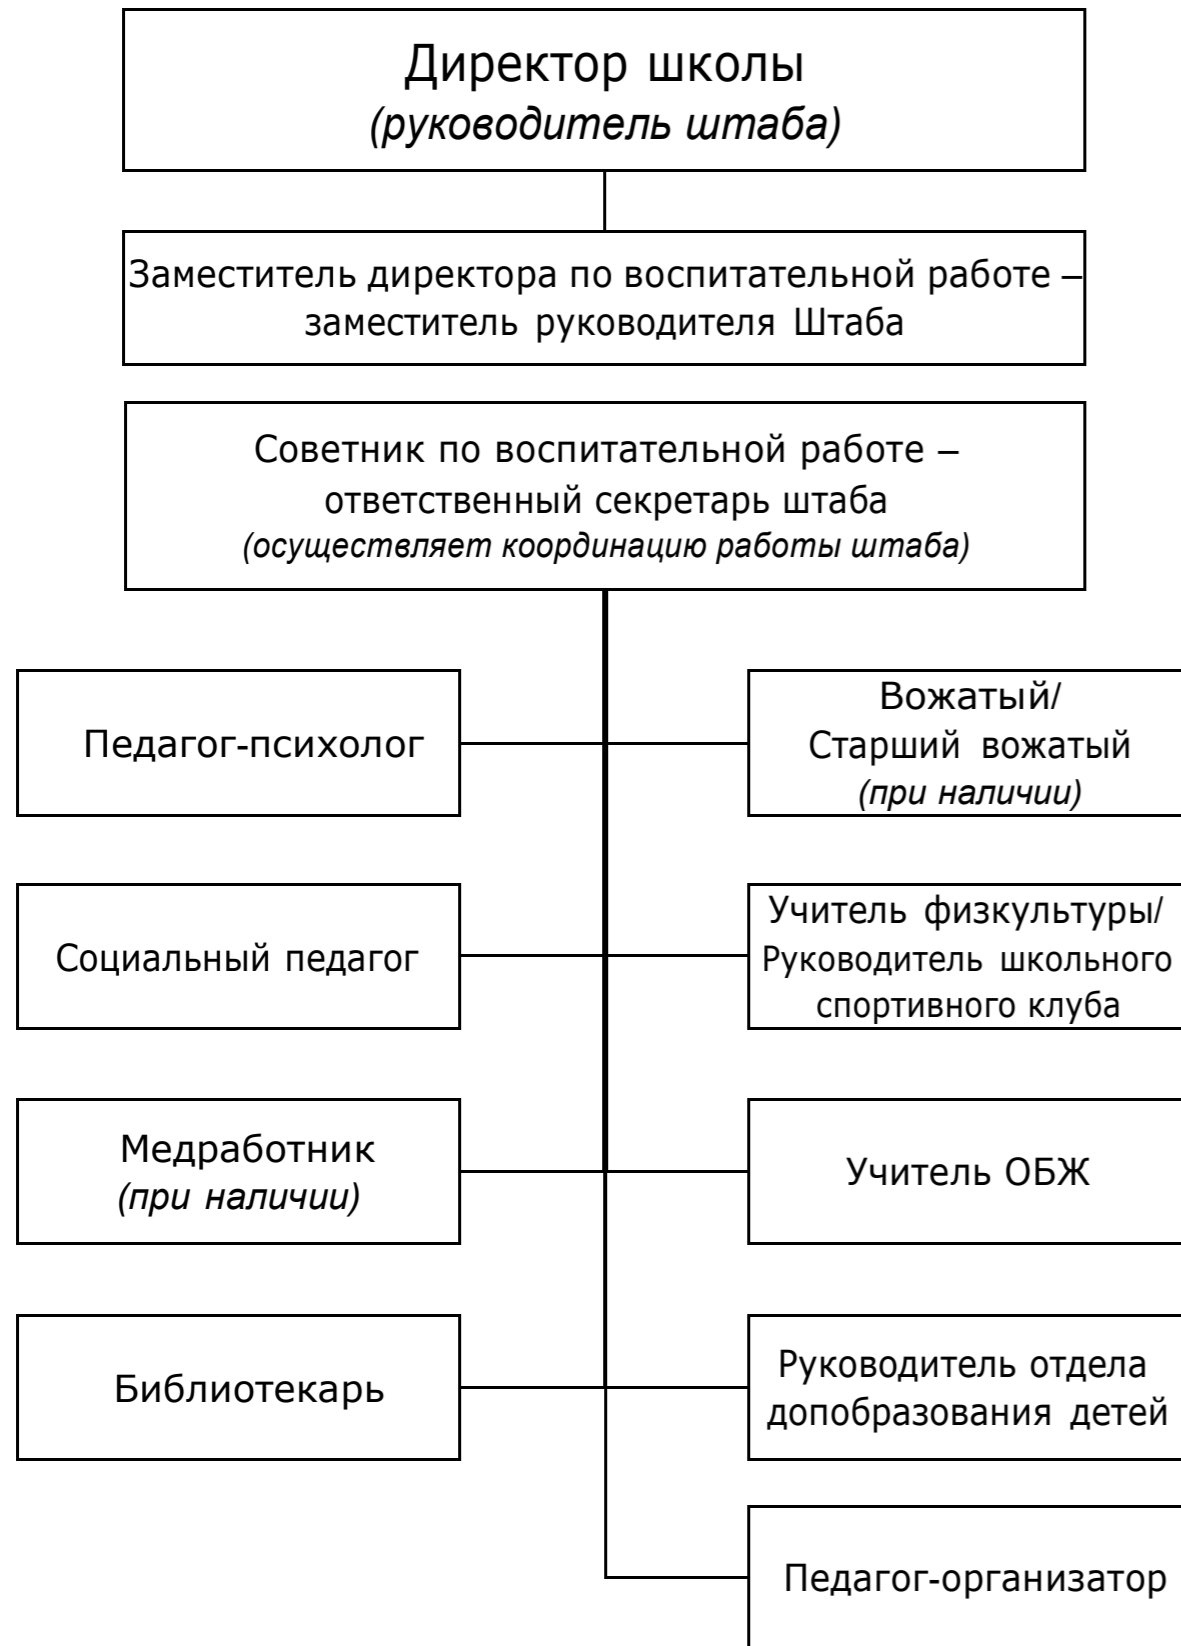 Директор школы
(руководитель штаба)
Заместитель директора по воспитательной работе –
заместитель руководителя Штаба
Советник по воспитательной работе –
ответственный секретарь штаба
(осуществляет координацию работы штаба)
Педагог-психолог
Вожатый/
Старший вожатый
(при наличии)
Социальный педагог
Учитель физкультуры/
Руководитель школьного
спортивного клуба
Медработник
(при наличии)
Учитель ОБЖ
Библиотекарь
Руководитель отдела
допобразования детей
Педагог-организатор